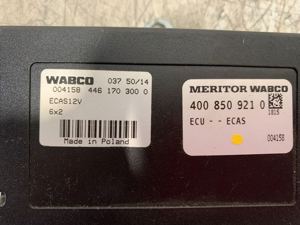 WABCO 037 50/14
004158 446 170 300 0
ECAS12V
6x2
Made in Poland
MERITOR WABCO
400 850 921 0
1815
ECU - - ECAS
004158